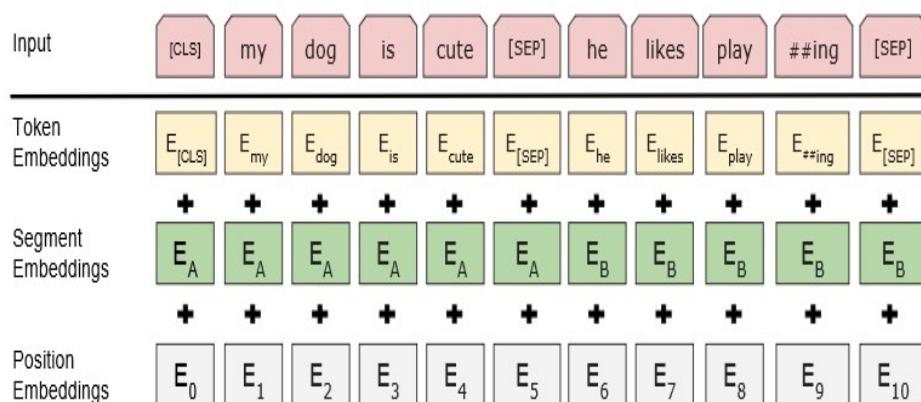 Input [CLS] my dog is cute [SEP] he likes play ##ing [SEP]
Token Embeddings E[CLS] Emy Edog Eis Ecute E[SEP] Ehe Elikes Eplay E##ing E[SEP]
+ + + + + + + + + + +
Segment Embeddings EA EA EA EA EA EA EB EB EB EB EB
+ + + + + + + + + + +
Position Embeddings E0 E1 E2 E3 E4 E5 E6 E7 E8 E9 E10